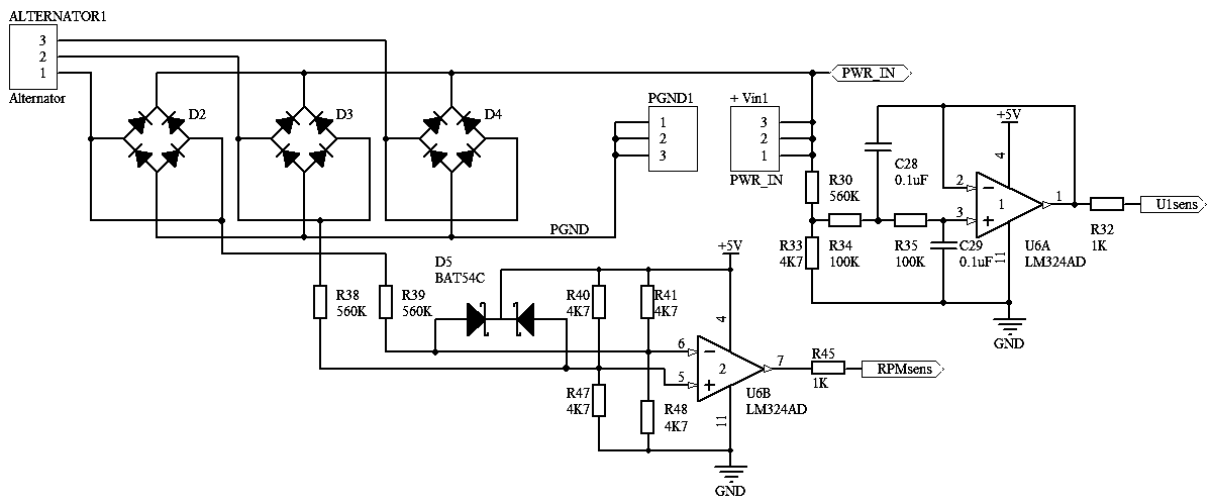 ALTERNATOR1
3
2
1
Alternator
D2
D3
D4
PGND1
1
2
3
+ Vin1
3
2
1
PWR_IN
PWR_IN
PGND
R30
560K
R33
4K7
R34
100K
R35
100K
C28
0.1uF
C29
0.1uF
+5V
4
2
3
1
1
11
U6A
LM324AD
R32
1K
U1sens
GND
R38
560K
R39
560K
D5
BAT54C
R40
4K7
R41
4K7
+5V
4
6
5
2
7
11
R47
4K7
R48
4K7
U6B
LM324AD
R45
1K
RPMsens
GND